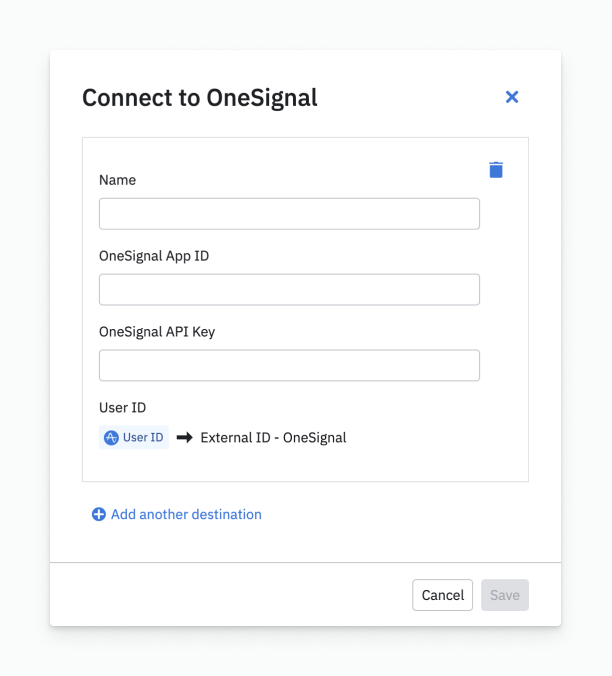 Connect to OneSignal
Name
OneSignal App ID
OneSignal API Key
User ID
User ID External ID - OneSignal
Add another destination
Cancel Save